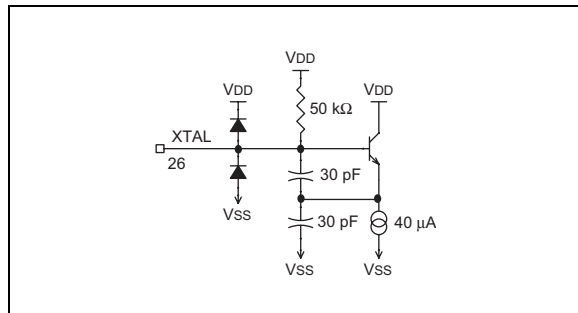 VDD
VDD
VDD
50 kΩ
XTAL
26
30 pF
30 pF
40 µA
VSS
VSS
VSS